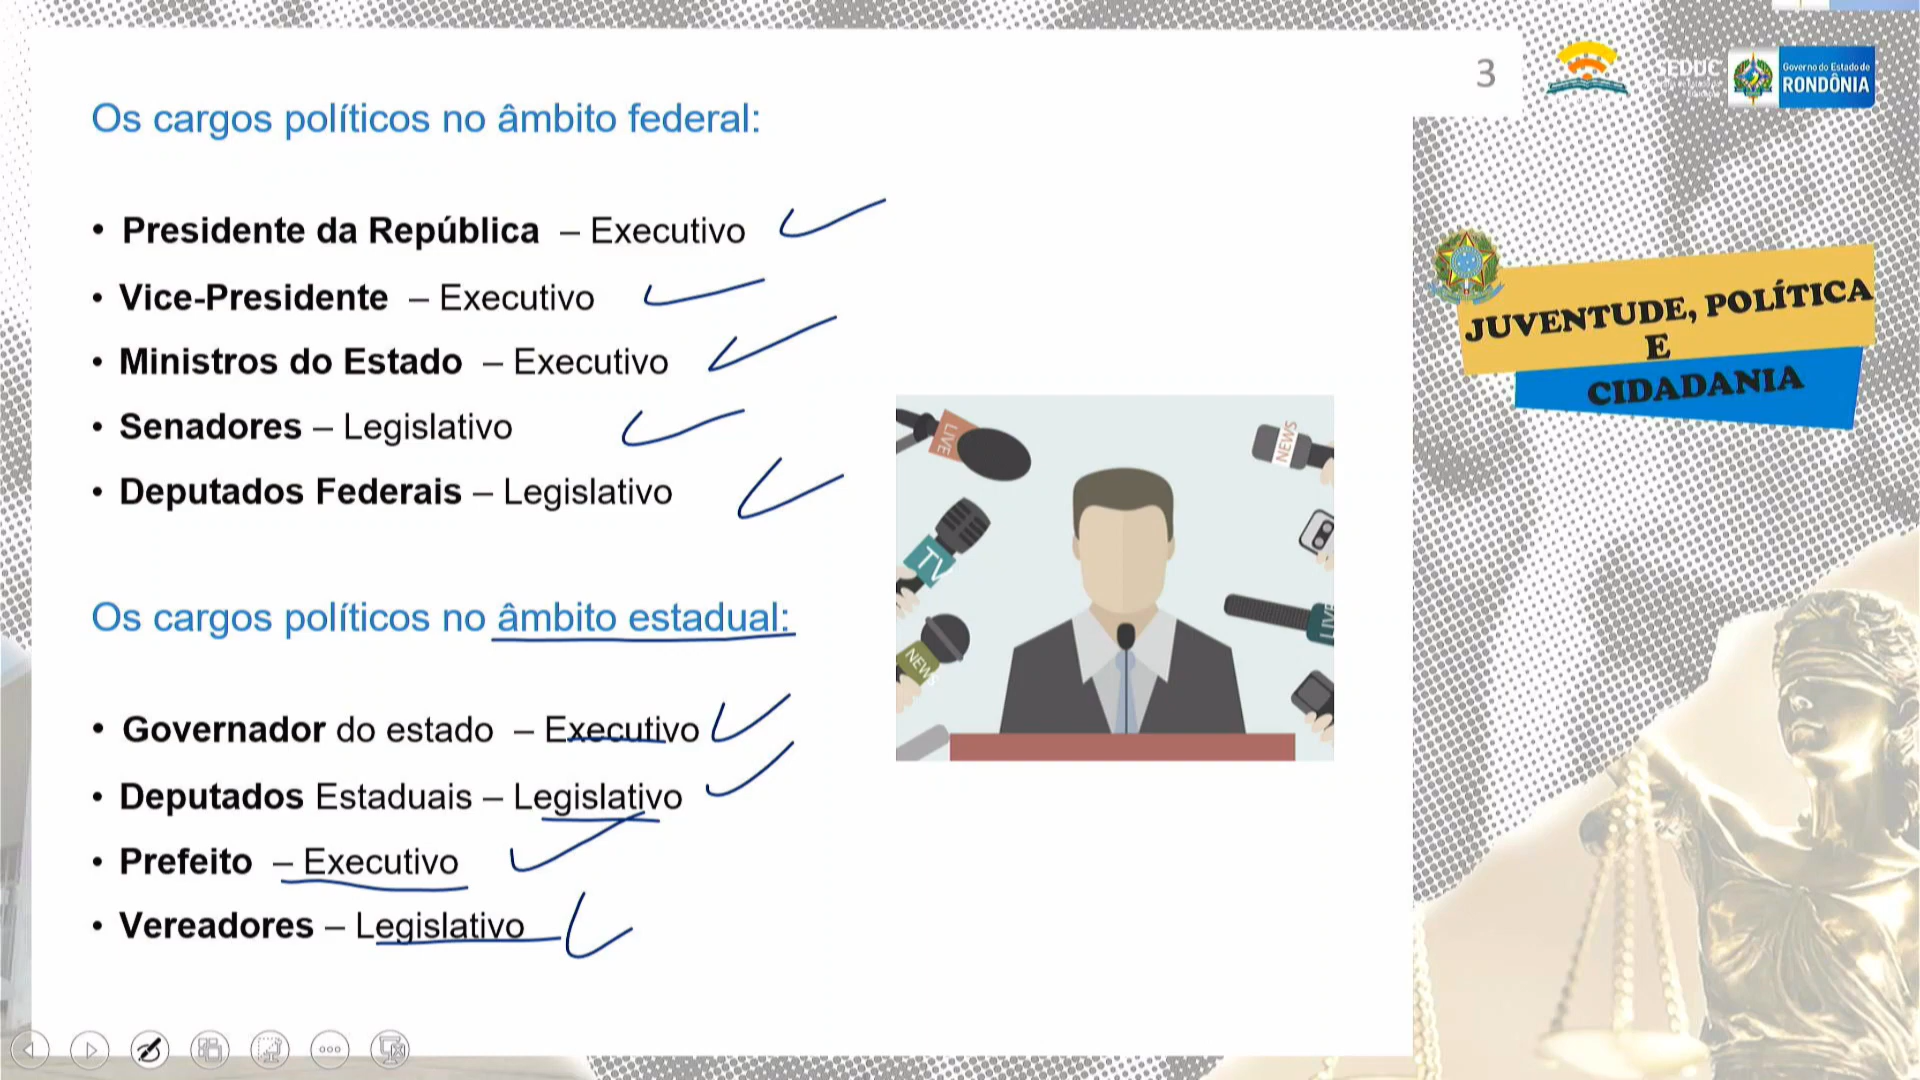 3
SEDUC
Governo do Estado de
RONDÔNIA
Os cargos políticos no âmbito federal:
• Presidente da República – Executivo
• Vice-Presidente – Executivo
• Ministros do Estado – Executivo
• Senadores – Legislativo
• Deputados Federais – Legislativo
Os cargos políticos no âmbito estadual:
• Governador do estado – Executivo
• Deputados Estaduais – Legislativo
• Prefeito – Executivo
• Vereadores – Legislativo
LIVE
NEWS
TV
LIVE
NEWS
JUVENTUDE, POLÍTICA
E
CIDADANIA